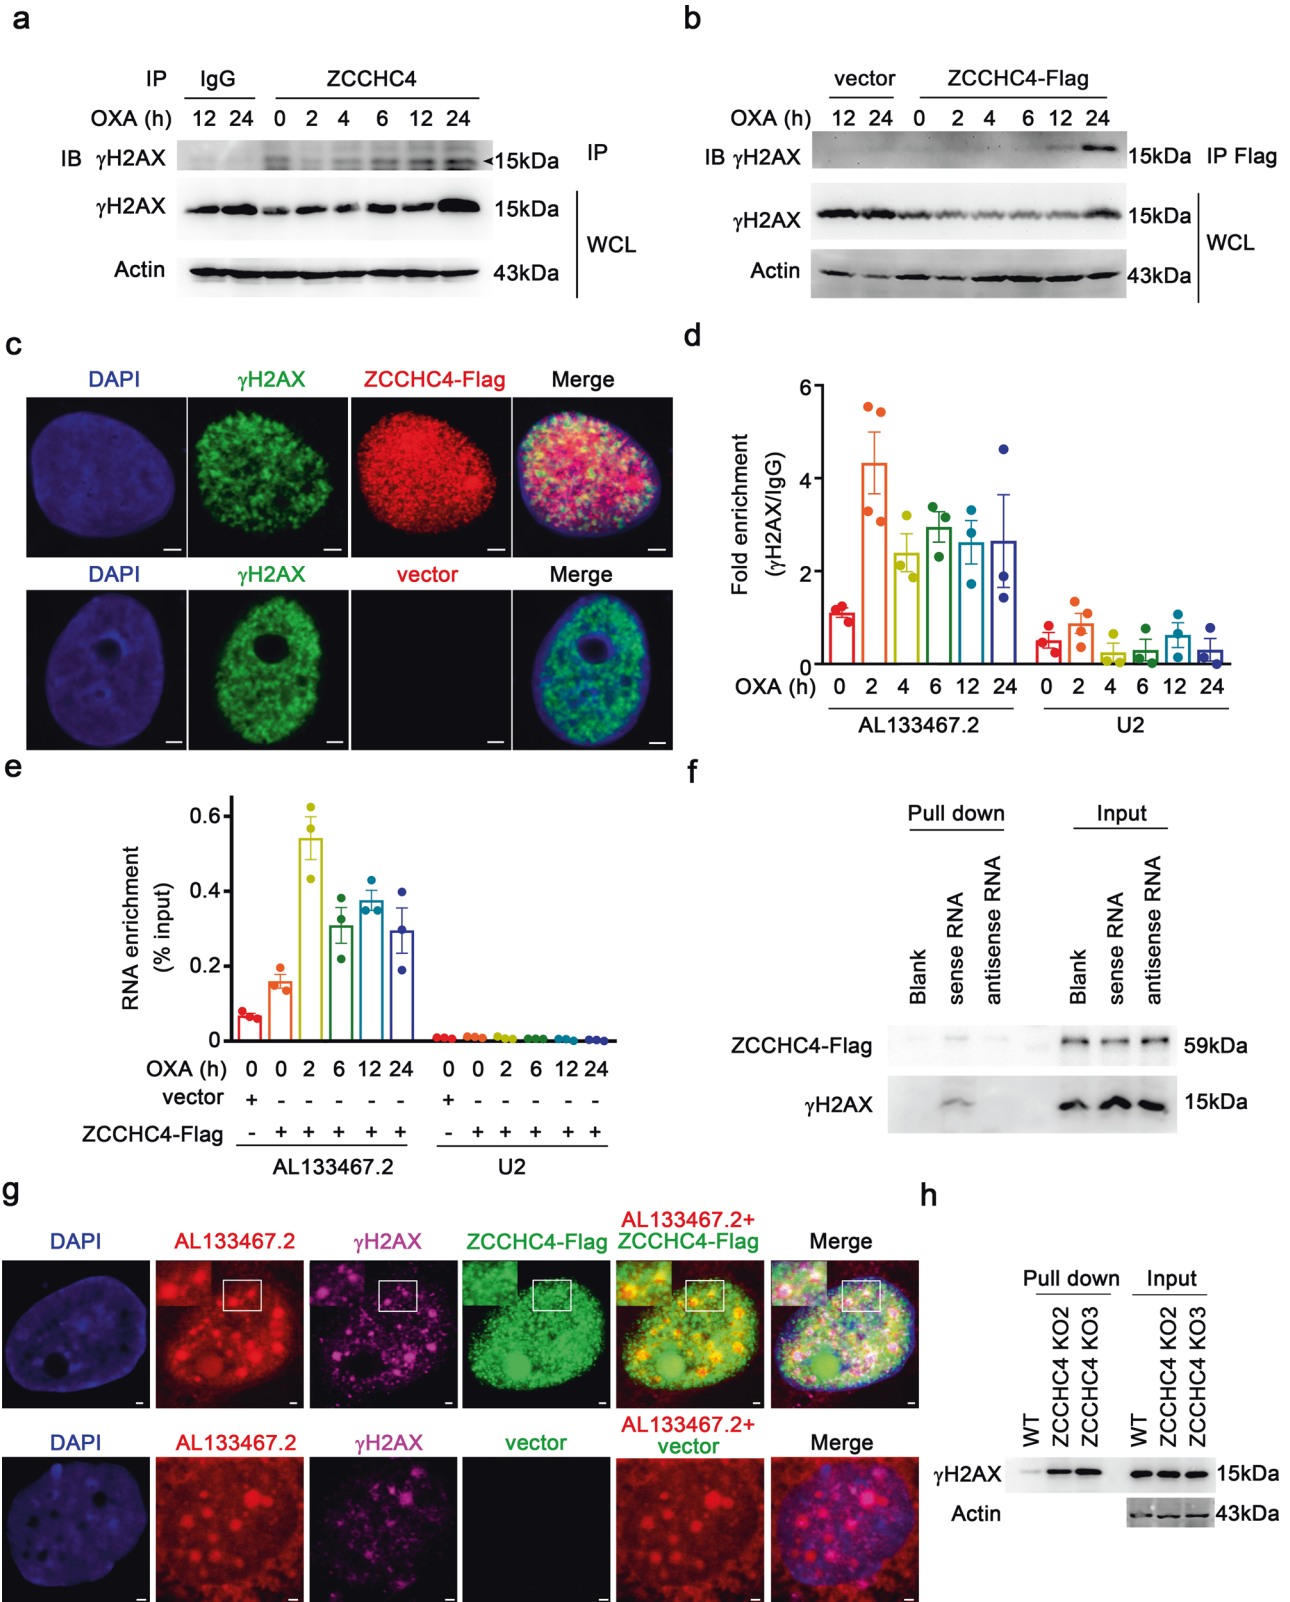 a
IP IgG ZCCHC4
OXA (h) 12 24 0 2 4 6 12 24
IB γH2AX 15kDa IP
γH2AX 15kDa
WCL
Actin 43kDa
b
vector ZCCHC4-Flag
OXA (h) 12 24 0 2 4 6 12 24
IB γH2AX 15kDa IP Flag
γH2AX 15kDa
WCL
Actin 43kDa
c
DAPI γH2AX ZCCHC4-Flag Merge
DAPI γH2AX vector Merge
d
Fold enrichment
(γH2AX/IgG)
6
4
2
0
OXA (h) 0 2 4 6 12 24 0 2 4 6 12 24
AL133467.2 U2
e
RNA enrichment
(% input)
0.6
0.4
0.2
0
OXA (h) 0 0 2 6 12 24 0 0 2 6 12 24
vector + - - - - - + - - - - -
ZCCHC4-Flag - + + + + + - + + + + +
AL133467.2 U2
f
Pull down Input
Blank sense RNA antisense RNA Blank sense RNA antisense RNA
ZCCHC4-Flag 59kDa
γH2AX 15kDa
g
AL133467.2+
DAPI AL133467.2 γH2AX ZCCHC4-Flag ZCCHC4-Flag Merge
AL133467.2+
DAPI AL133467.2 γH2AX vector vector Merge
h
Pull down Input
WT ZCCHC4 KO2 ZCCHC4 KO3 WT ZCCHC4 KO2 ZCCHC4 KO3
γH2AX 15kDa
Actin 43kDa